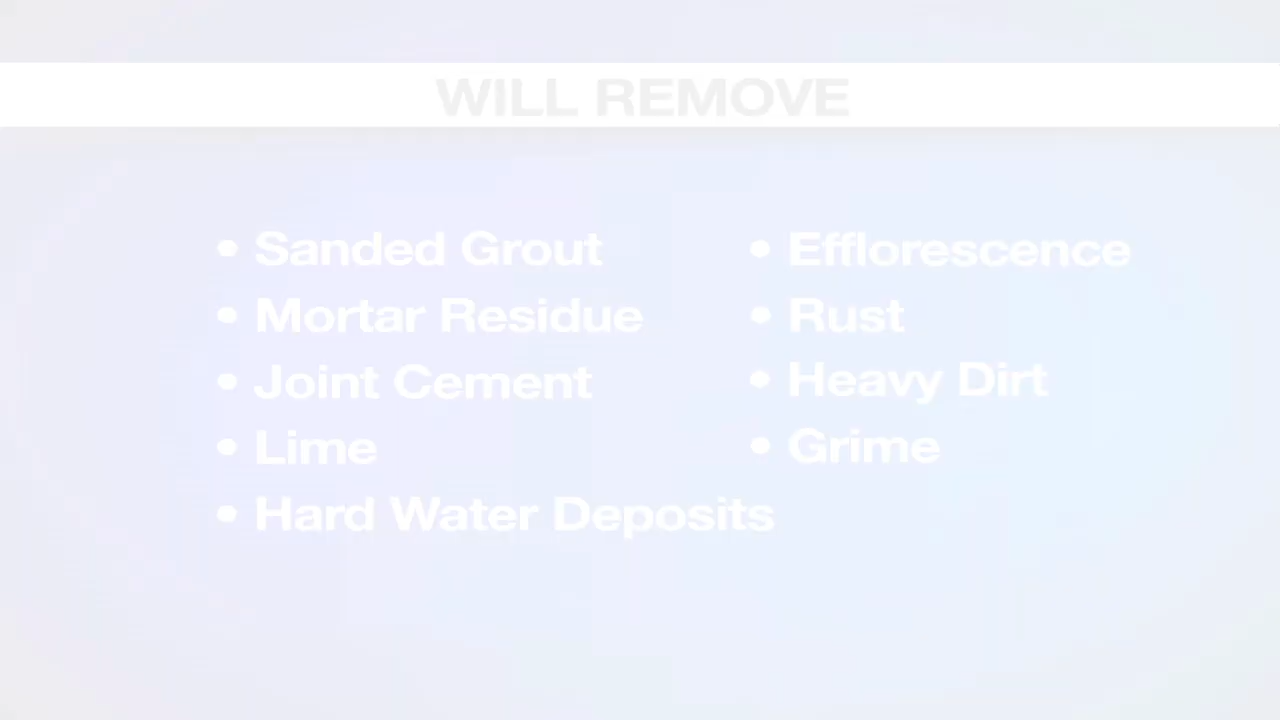 WILL REMOVE
• Sanded Grout
• Mortar Residue
• Joint Cement
• Lime
• Hard Water Deposits
• Efflorescence
• Rust
• Heavy Dirt
• Grime